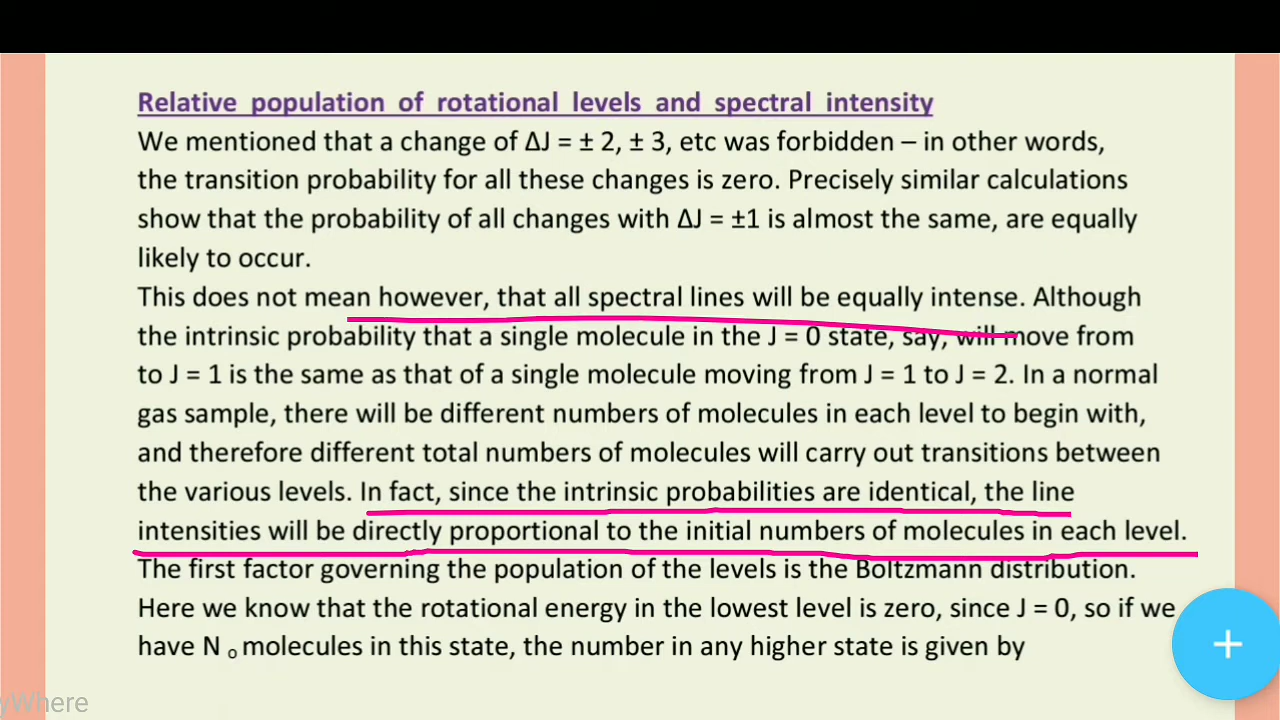 Relative population of rotational levels and spectral intensity
We mentioned that a change of ΔJ = ± 2, ± 3, etc was forbidden – in other words,
the transition probability for all these changes is zero. Precisely similar calculations
show that the probability of all changes with ΔJ = ±1 is almost the same, are equally
likely to occur.
This does not mean however, that all spectral lines will be equally intense. Although
the intrinsic probability that a single molecule in the J = 0 state, say, will move from
to J = 1 is the same as that of a single molecule moving from J = 1 to J = 2. In a normal
gas sample, there will be different numbers of molecules in each level to begin with,
and therefore different total numbers of molecules will carry out transitions between
the various levels. In fact, since the intrinsic probabilities are identical, the line
intensities will be directly proportional to the initial numbers of molecules in each level.
The first factor governing the population of the levels is the Boltzmann distribution.
Here we know that the rotational energy in the lowest level is zero, since J = 0, so if we
have N o molecules in this state, the number in any higher state is given by
yWhere